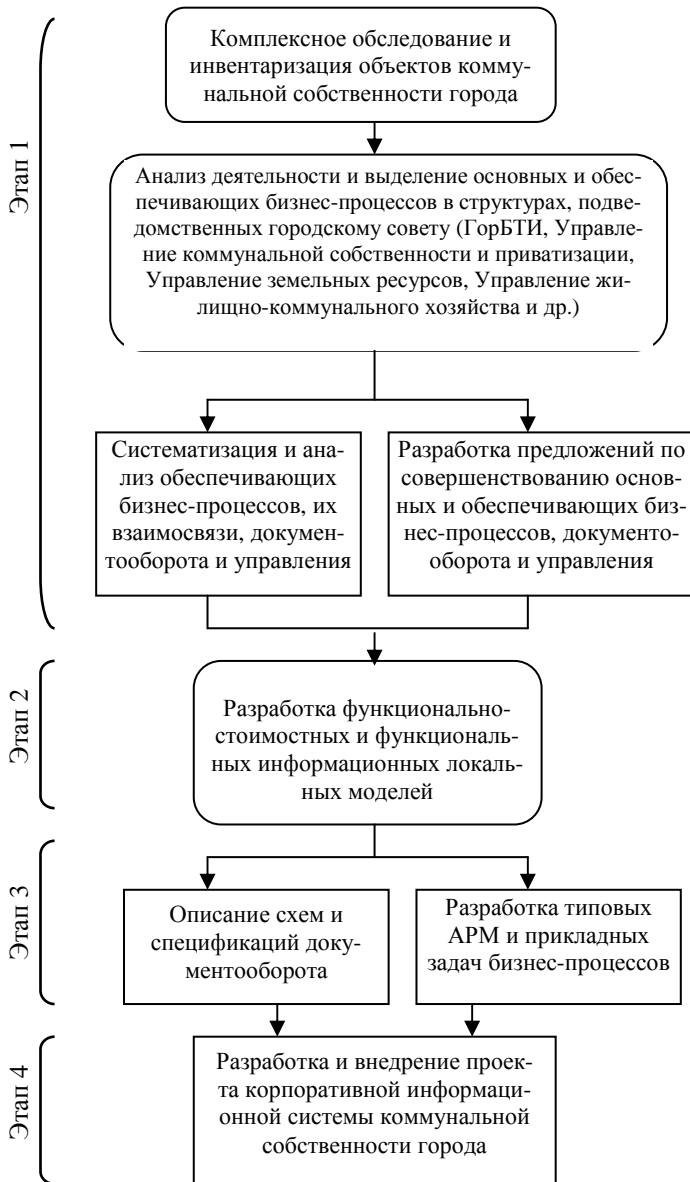 Этап 1
Комплексное обследование и
инвентаризация объектов комму-
нальной собственности города
Анализ деятельности и выделение основных и обес-
печивающих бизнес-процессов в структурах, подве-
домственных городскому совету (ГорБТИ, Управле-
ние коммунальной собственности и приватизации,
Управление земельных ресурсов, Управление жи-
лищно-коммунального хозяйства и др.)
Систематизация и ана-
лиз обеспечивающих
бизнес-процессов, их
взаимосвязи, докумен-
тооборота и управления
Разработка предложений по
совершенствованию основ-
ных и обеспечивающих биз-
нес-процессов, документо-
оборота и управления
Этап 2
Разработка функционально-
стоимостных и функциональ-
ных информационных локаль-
ных моделей
Этап 3
Описание схем и
спецификаций доку-
ментооборота
Разработка типовых
АРМ и прикладных
задач бизнес-процессов
Этап 4
Разработка и внедрение проек-
та корпоративной информаци-
онной системы коммунальной
собственности города